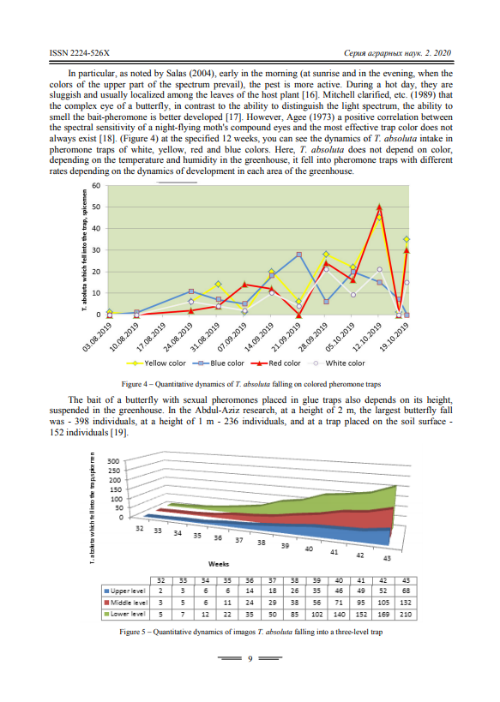 ISSN 2224-526X Серия аграрных наук. 2. 2020
In particular, as noted by Salas (2004), early in the morning (at sunrise and in the evening, when the
colors of the upper part of the spectrum prevail), the pest is more active. During a hot day, they are
sluggish and usually localized among the leaves of the host plant [16]. Mitchell clarified, etc. (1989) that
the complex eye of a butterfly, in contrast to the ability to distinguish the light spectrum, the ability to
smell the bait-pheromone is better developed [17]. However, Agee (1973) a positive correlation between
the spectral sensitivity of a night-flying moth's compound eyes and the most effective trap color does not
always exist [18]. (Figure 4) at the specified 12 weeks, you can see the dynamics of T. absoluta intake in
pheromone traps of white, yellow, red and blue colors. Here, T. absoluta does not depend on color,
depending on the temperature and humidity in the greenhouse, it fell into pheromone traps with different
rates depending on the dynamics of development in each area of the greenhouse.
T. absoluta which fell into the trap, spicemen
60
50
40
30
20
10
0
03.08.2019 10.08.2019 17.08.2019 24.08.2019 31.08.2019 07.09.2019 14.09.2019 21.09.2019 28.09.2019 05.10.2019 12.10.2019 19.10.2019
Yellow color Blue color Red color White color
Figure 4 – Quantitative dynamics of T. absoluta falling on colored pheromone traps
The bait of a butterfly with sexual pheromones placed in glue traps also depends on its height,
suspended in the greenhouse. In the Abdul-Aziz research, at a height of 2 m, the largest butterfly fall
was - 398 individuals, at a height of 1 m - 236 individuals, and at a trap placed on the soil surface -
152 individuals [19].
T. absoluta which fell into the trap, spicemen
300
250
200
150
100
50
0
32 33 34 35 36 37 38 39 40 41 42 43
Weeks
32 33 34 35 36 37 38 39 40 41 42 43
Upper level 2 3 6 6 14 18 26 35 46 49 52 68
Middle level 3 5 6 11 24 29 38 56 71 95 105 132
Lower level 5 7 12 22 35 50 85 102 140 152 169 210
Figure 5 – Quantitative dynamics of imagos T. absoluta falling into a three-level trap
9